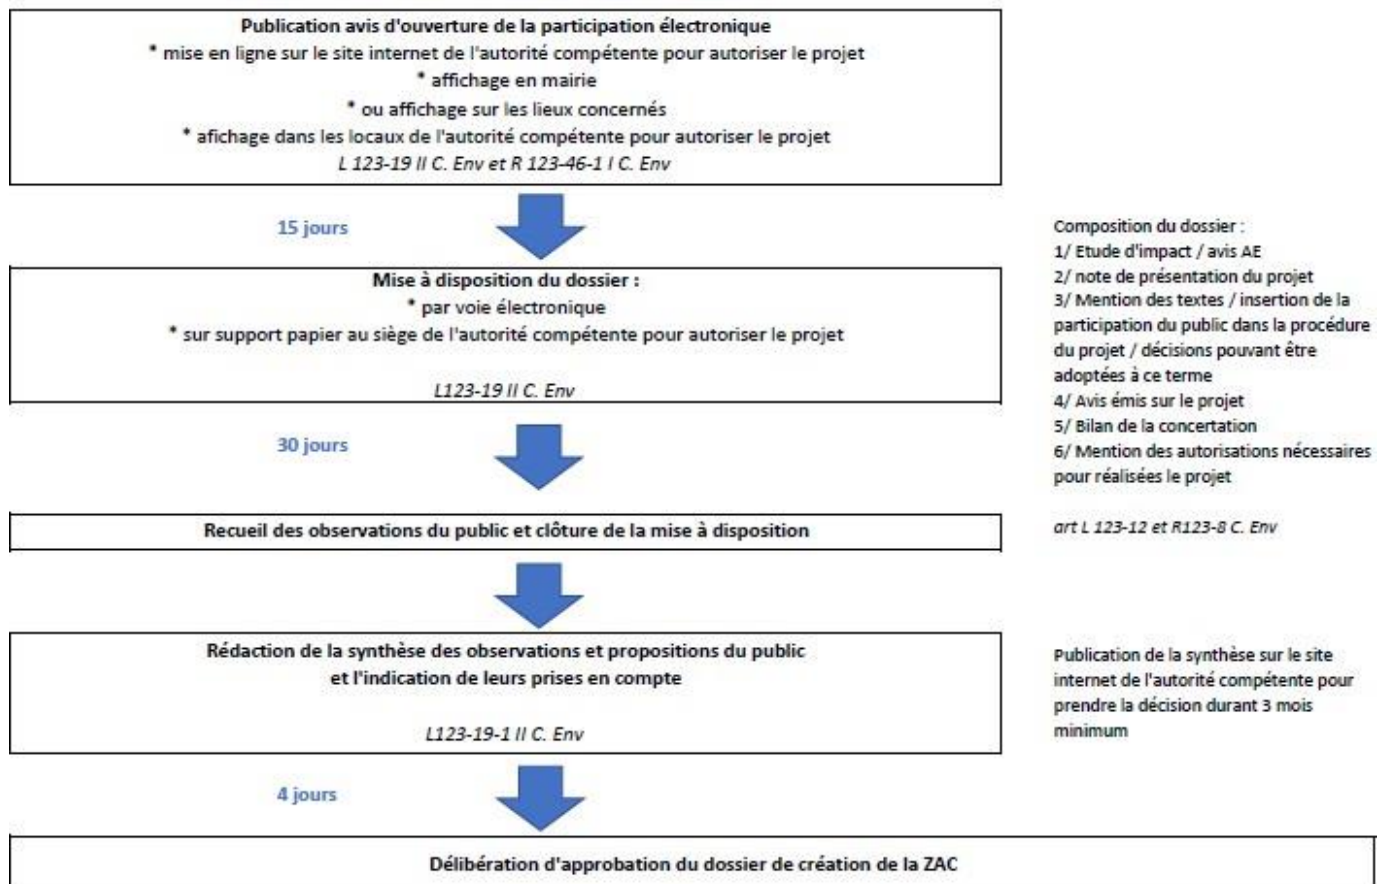 Publication avis d'ouverture de la participation électronique
* mise en ligne sur le site internet de l'autorité compétente pour autoriser le projet
* affichage en mairie
* ou affichage sur les lieux concernés
* afichage dans les locaux de l'autorité compétente pour autoriser le projet
L 123-19 II C. Env et R 123-46-1 I C. Env
15 jours
Mise à disposition du dossier :
* par voie électronique
* sur support papier au siège de l'autorité compétente pour autoriser le projet
L123-19 II C. Env
Composition du dossier :
1/ Etude d'impact / avis AE
2/ note de présentation du projet
3/ Mention des textes / insertion de la
participation du public dans la procédure
du projet / décisions pouvant être
adoptées à ce terme
4/ Avis émis sur le projet
5/ Bilan de la concertation
6/ Mention des autorisations nécessaires
pour réalisées le projet
art L 123-12 et R123-8 C. Env
30 jours
Recueil des observations du public et clôture de la mise à disposition
Rédaction de la synthèse des observations et propositions du public
et l'indication de leurs prises en compte
L123-19-1 II C. Env
Publication de la synthèse sur le site
internet de l'autorité compétente pour
prendre la décision durant 3 mois
minimum
4 jours
Délibération d'approbation du dossier de création de la ZAC